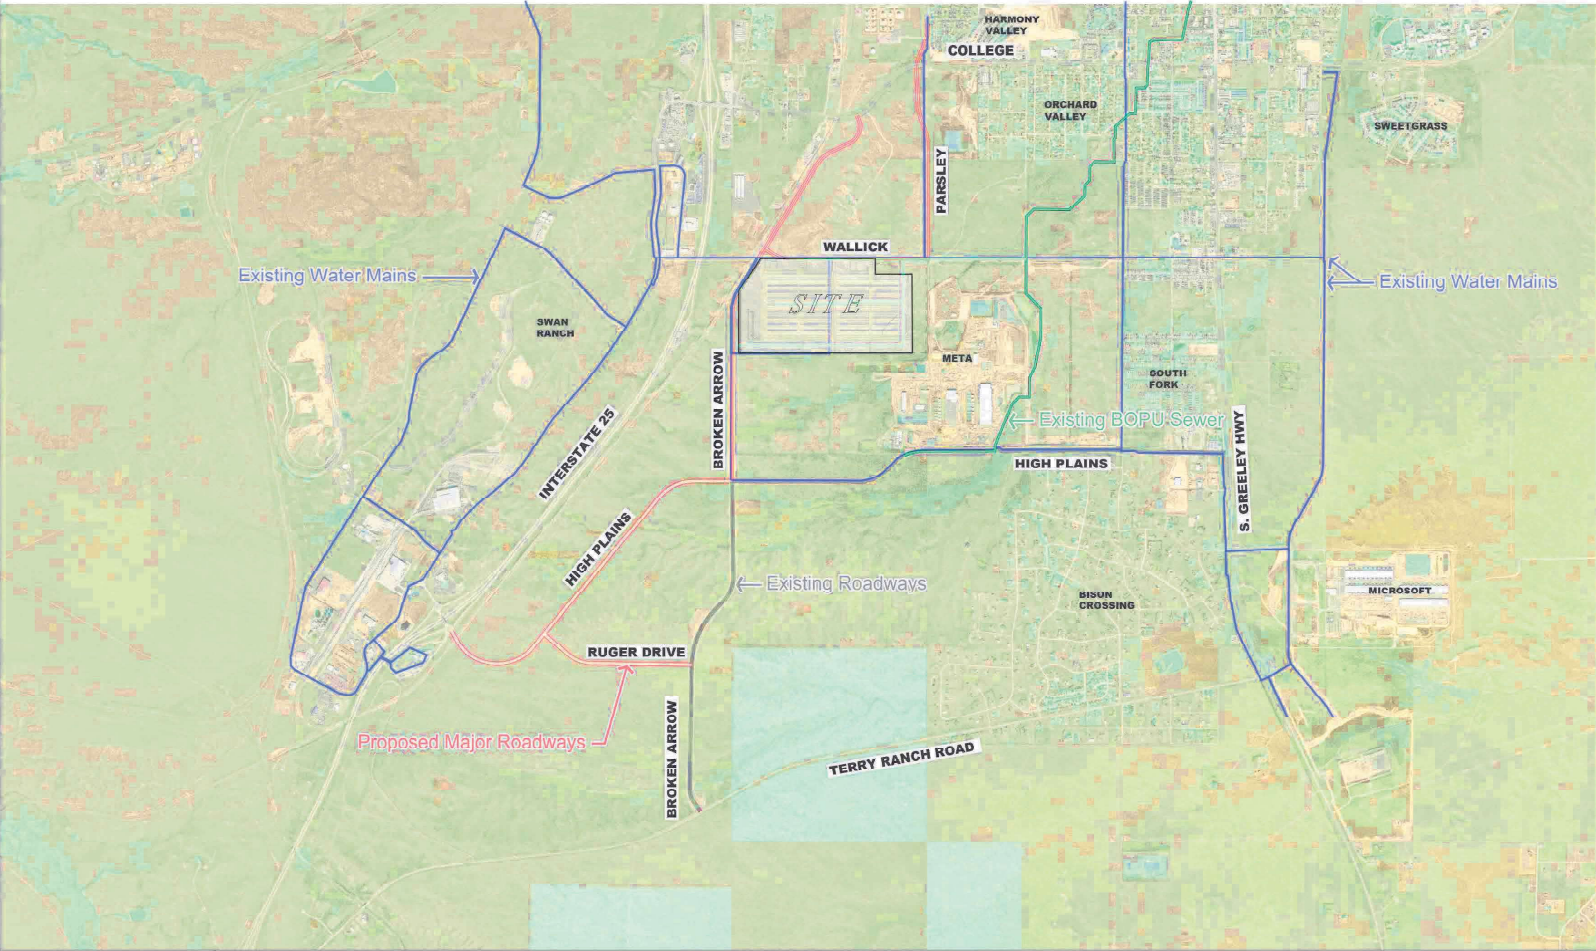 HARMONY
VALLEY
COLLEGE
ORCHARD
VALLEY
SWEETGRASS
PARSLEY
WALLICK
Existing Water Mains
Existing Water Mains
SITE
SWAN
RANCH
META
BROKEN ARROW
SOUTH
FORK
INTERSTATE 25
Existing BOPU Sewer
HIGH PLAINS
S. GREELEY HWY
HIGH PLAINS
Existing Roadways
BISON
CROSSING
MICROSOFT
RUGER DRIVE
Proposed Major Roadways
BROKEN ARROW
TERRY RANCH ROAD